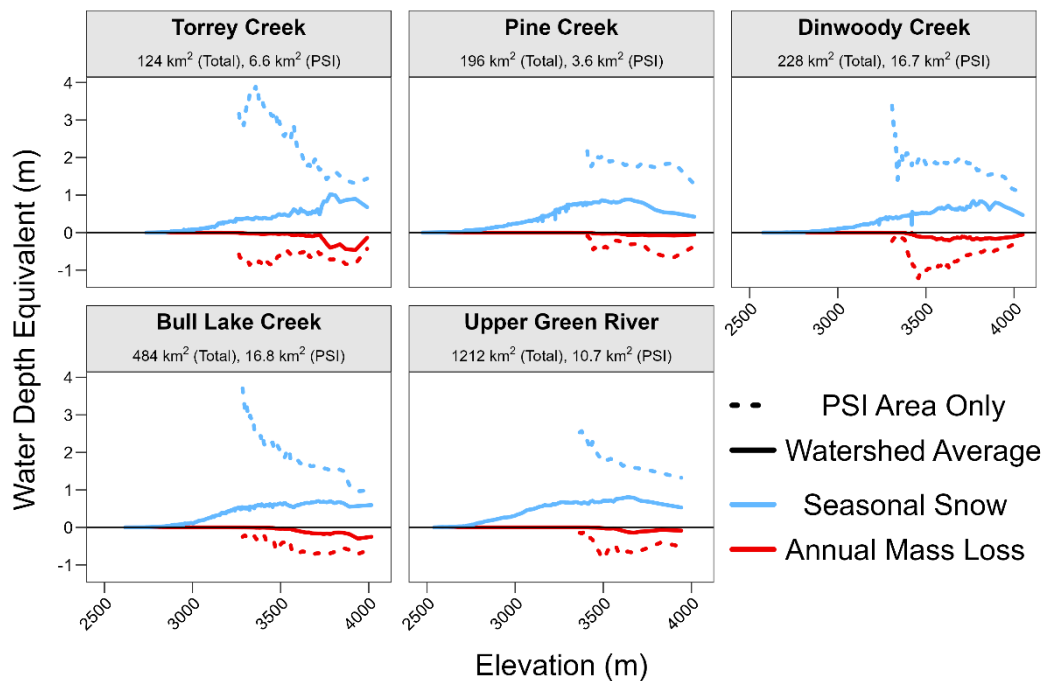 Torrey Creek
124 km² (Total), 6.6 km² (PSI)
Pine Creek
196 km² (Total), 3.6 km² (PSI)
Dinwoody Creek
228 km² (Total), 16.7 km² (PSI)
4
3
2
1
0
-1
2500
3000
3500
4000
Bull Lake Creek
484 km² (Total), 16.8 km² (PSI)
Upper Green River
1212 km² (Total), 10.7 km² (PSI)
4
3
2
1
0
-1
2500
3000
3500
4000
2500
3000
3500
4000
Water Depth Equivalent (m)
Elevation (m)
PSI Area Only
Watershed Average
Seasonal Snow
Annual Mass Loss